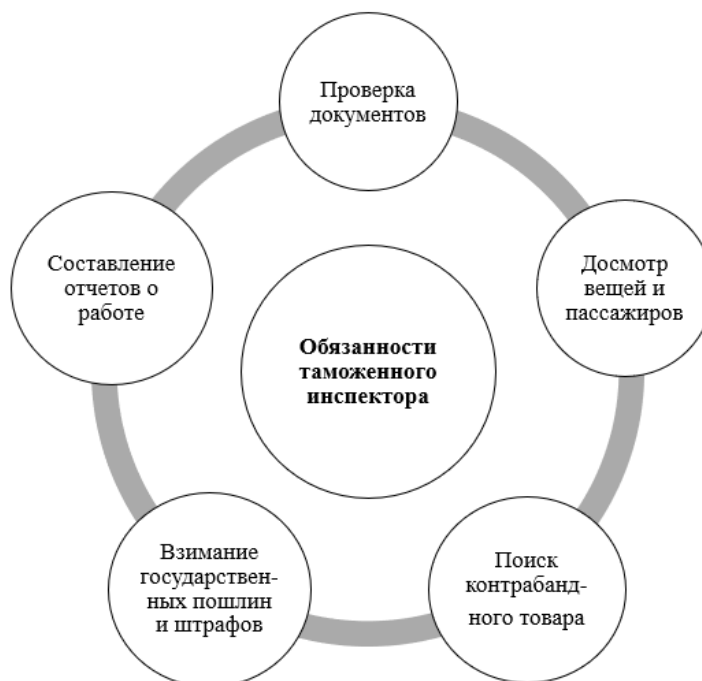 Проверка
документов
Досмотр
вещей и
пассажиров
Поиск
контрабанд-
ного товара
Взимание
государствен-
ных пошлин
и штрафов
Составление
отчетов о
работе
Обязанности
таможенного
инспектора